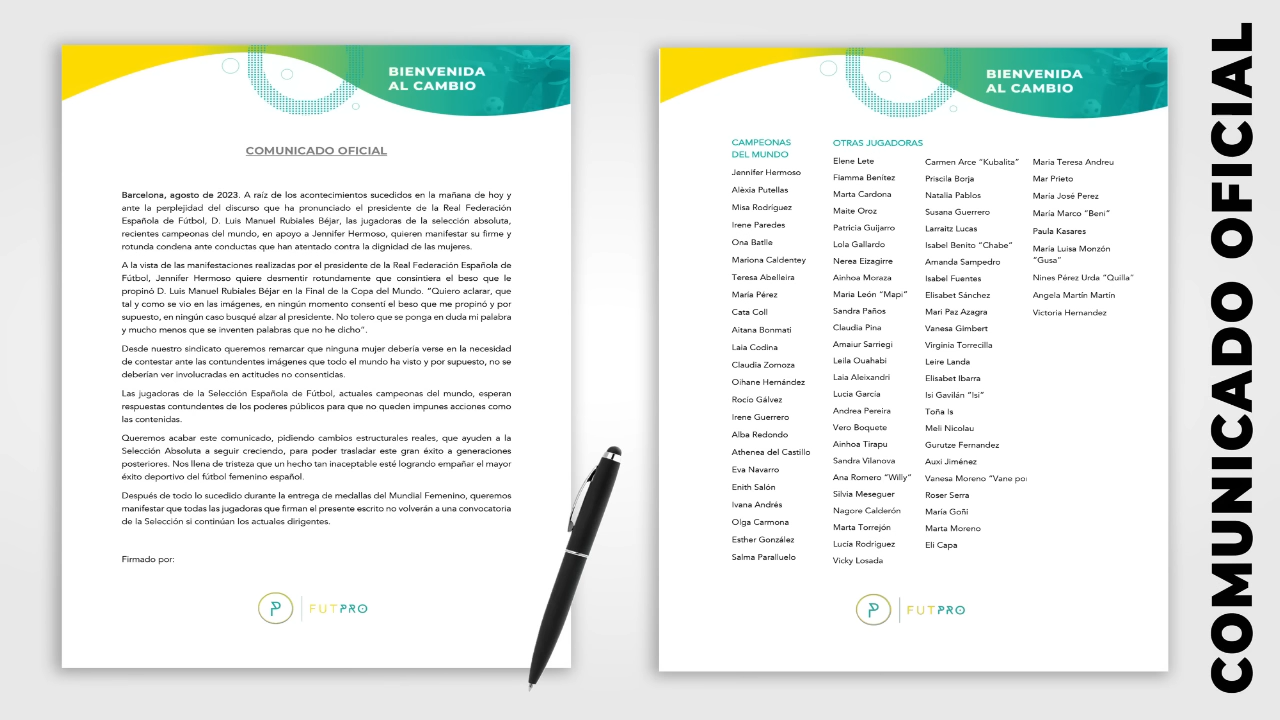 BIENVENIDA
AL CAMBIO
COMUNICADO OFICIAL
Barcelona, agosto de 2023. A raíz de los acontecimientos sucedidos en la mañana de hoy y
ante la perplejidad del discurso que ha pronunciado el presidente de la Real Federación
Española de Fútbol, D. Luis Manuel Rubiales Béjar, las jugadoras de la selección absoluta,
recientes campeonas del mundo, en apoyo a Jennifer Hermoso, quieren manifestar su firme y
rotunda condena ante conductas que han atentado contra la dignidad de las mujeres.
A la vista de las manifestaciones realizadas por el presidente de la Real Federación Española de
Fútbol, Jennifer Hermoso quiere desmentir rotundamente que consintiera el beso que le
propinó D. Luis Manuel Rubiales Béjar en la Final de la Copa del Mundo. “Quiero aclarar, que
tal y como se vio en las imágenes, en ningún momento consentí el beso que me propinó y por
supuesto, en ningún caso busqué alzar al presidente. No tolero que se ponga en duda mi palabra
y mucho menos que se inventen palabras que no he dicho”.
Desde nuestro sindicato queremos remarcar que ninguna mujer debería verse en la necesidad
de contestar ante las contundentes imágenes que todo el mundo ha visto y por supuesto, no se
deberían ver involucradas en actitudes no consentidas.
Las jugadoras de la Selección Española de Fútbol, actuales campeonas del mundo, esperan
respuestas contundentes de los poderes públicos para que no queden impunes acciones como
las contenidas.
Queremos acabar este comunicado, pidiendo cambios estructurales reales, que ayuden a la
Selección Absoluta a seguir creciendo, para poder trasladar este gran éxito a generaciones
posteriores. Nos llena de tristeza que un hecho tan inaceptable esté logrando empañar el mayor
éxito deportivo del fútbol femenino español.
Después de todo lo sucedido durante la entrega de medallas del Mundial Femenino, queremos
manifestar que todas las jugadoras que firman el presente escrito no volverán a una convocatoria
de la Selección si continúan los actuales dirigentes.
Firmado por:
FUTPRO
BIENVENIDA
AL CAMBIO
CAMPEONAS
DEL MUNDO
Jennifer Hermoso
Alèxia Putellas
Misa Rodríguez
Irene Paredes
Ona Batlle
Mariona Caldentey
Teresa Abelleira
María Pérez
Cata Coll
Aitana Bonmatí
Laia Codina
Claudia Zornoza
Oihane Hernández
Rocío Gálvez
Irene Guerrero
Alba Redondo
Athenea del Castillo
Eva Navarro
Enith Salón
Ivana Andrés
Olga Carmona
Esther González
Salma Paralluelo
OTRAS JUGADORAS
Elene Lete
Fiamma Benítez
Marta Cardona
Maite Oroz
Patricia Guijarro
Lola Gallardo
Nerea Eizagirre
Ainhoa Moraza
María León “Mapi”
Sandra Paños
Claudia Pina
Amaiur Sarriegi
Leila Ouahabi
Laia Aleixandri
Lucía García
Andrea Pereira
Vero Boquete
Ainhoa Tirapu
Sandra Vilanova
Ana Romero “Willy”
Silvia Meseguer
Nagore Calderón
Marta Torrejón
Lucía Rodríguez
Vicky Losada
Carmen Arce “Kubalita”
Priscila Borja
Natalia Pablos
Susana Guerrero
Larraitz Lucas
Isabel Benito “Chabe”
Amanda Sampedro
Isabel Fuentes
Elisabet Sánchez
Mari Paz Azagra
Vanesa Gimbert
Virginia Torrecilla
Leire Landa
Elisabet Ibarra
Isi Gavilán “Isi”
Toña Is
Meli Nicolau
Gurutze Fernandez
Auxi Jiménez
Vanesa Moreno “Vane por
Roser Serra
María Goñi
Marta Moreno
Eli Capa
Maria Teresa Andreu
Mar Prieto
María José Perez
María Marco “Beni”
Paula Kasares
María Luisa Monzón
“Gusa”
Nines Pérez Urda “Quilla”
Angela Martín Martín
Victoria Hernandez
FUTPRO
COMUNICADO OFICIAL